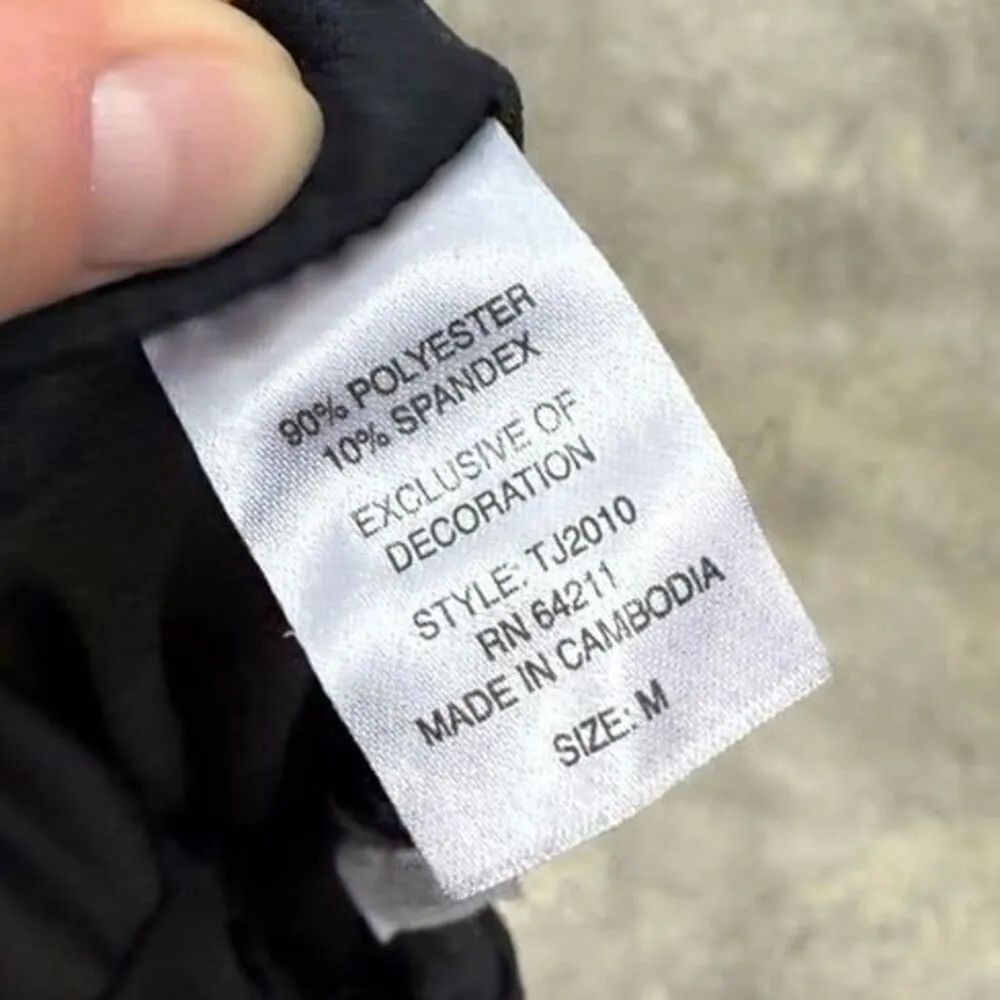 90% POLYESTER
10% SPANDEX
EXCLUSIVE OF
DECORATION
STYLE: TJ2010
RN 64211
MADE IN CAMBODIA
SIZE: M